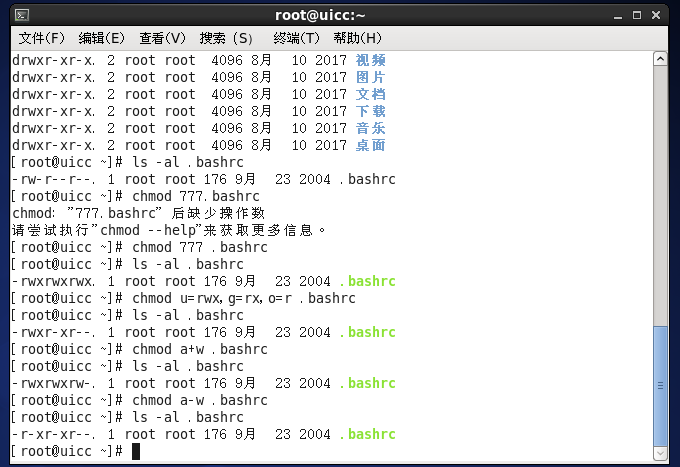 root@uicc:~
文件(F) 编辑(E) 查看(V) 搜索 (S) 终端(T) 帮助(H)
drwxr-xr-x. 2 root root 4096 8月 10 2017 视频
drwxr-xr-x. 2 root root 4096 8月 10 2017 图片
drwxr-xr-x. 2 root root 4096 8月 10 2017 文档
drwxr-xr-x. 2 root root 4096 8月 10 2017 下载
drwxr-xr-x. 2 root root 4096 8月 10 2017 音乐
drwxr-xr-x. 2 root root 4096 8月 10 2017 桌面
[root@uicc ~]# ls -al .bashrc
-rw-r--r--. 1 root root 176 9月 23 2004 .bashrc
[root@uicc ~]# chmod 777.bashrc
chmod: "777.bashrc" 后缺少操作数
请尝试执行"chmod --help"来获取更多信息。
[root@uicc ~]# chmod 777 .bashrc
[root@uicc ~]# ls -al .bashrc
-rwxrwxrwx. 1 root root 176 9月 23 2004 .bashrc
[root@uicc ~]# chmod u=rwx,g=rx,o=r .bashrc
[root@uicc ~]# ls -al .bashrc
-rwxr-xr--. 1 root root 176 9月 23 2004 .bashrc
[root@uicc ~]# chmod a+w .bashrc
[root@uicc ~]# ls -al .bashrc
-rwxrwxrw-. 1 root root 176 9月 23 2004 .bashrc
[root@uicc ~]# chmod a-w .bashrc
[root@uicc ~]# ls -al .bashrc
-r-xr-xr--. 1 root root 176 9月 23 2004 .bashrc
[root@uicc ~]#